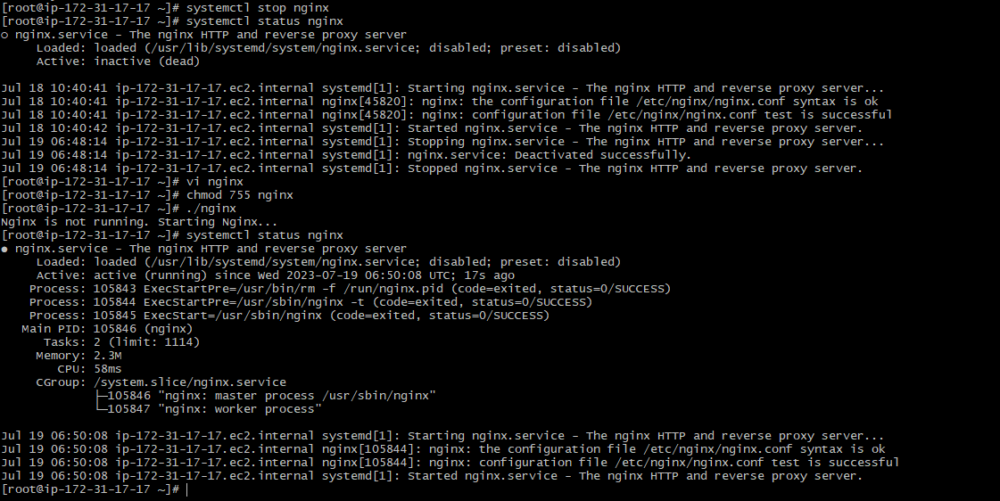 [root@ip-172-31-17-17 ~]# systemctl stop nginx
[root@ip-172-31-17-17 ~]# systemctl status nginx
○ nginx.service - The nginx HTTP and reverse proxy server
     Loaded: loaded (/usr/lib/systemd/system/nginx.service; disabled; preset: disabled)
     Active: inactive (dead)

Jul 18 10:40:41 ip-172-31-17-17.ec2.internal systemd[1]: Starting nginx.service - The nginx HTTP and reverse proxy server...
Jul 18 10:40:41 ip-172-31-17-17.ec2.internal nginx[45820]: nginx: the configuration file /etc/nginx/nginx.conf syntax is ok
Jul 18 10:40:41 ip-172-31-17-17.ec2.internal nginx[45820]: nginx: configuration file /etc/nginx/nginx.conf test is successful
Jul 18 10:40:42 ip-172-31-17-17.ec2.internal systemd[1]: Started nginx.service - The nginx HTTP and reverse proxy server.
Jul 19 06:48:14 ip-172-31-17-17.ec2.internal systemd[1]: Stopping nginx.service - The nginx HTTP and reverse proxy server...
Jul 19 06:48:14 ip-172-31-17-17.ec2.internal systemd[1]: nginx.service: Deactivated successfully.
Jul 19 06:48:14 ip-172-31-17-17.ec2.internal systemd[1]: Stopped nginx.service - The nginx HTTP and reverse proxy server.
[root@ip-172-31-17-17 ~]# vi nginx
[root@ip-172-31-17-17 ~]# chmod 755 nginx
[root@ip-172-31-17-17 ~]# ./nginx
Nginx is not running. Starting Nginx...
[root@ip-172-31-17-17 ~]# systemctl status nginx
● nginx.service - The nginx HTTP and reverse proxy server
     Loaded: loaded (/usr/lib/systemd/system/nginx.service; disabled; preset: disabled)
     Active: active (running) since Wed 2023-07-19 06:50:08 UTC; 17s ago
    Process: 105843 ExecStartPre=/usr/bin/rm -f /run/nginx.pid (code=exited, status=0/SUCCESS)
    Process: 105844 ExecStartPre=/usr/sbin/nginx -t (code=exited, status=0/SUCCESS)
    Process: 105845 ExecStart=/usr/sbin/nginx (code=exited, status=0/SUCCESS)
   Main PID: 105846 (nginx)
      Tasks: 2 (limit: 1114)
     Memory: 2.3M
        CPU: 58ms
     CGroup: /system.slice/nginx.service
             ├─105846 "nginx: master process /usr/sbin/nginx"
             └─105847 "nginx: worker process"

Jul 19 06:50:08 ip-172-31-17-17.ec2.internal systemd[1]: Starting nginx.service - The nginx HTTP and reverse proxy server...
Jul 19 06:50:08 ip-172-31-17-17.ec2.internal nginx[105844]: nginx: the configuration file /etc/nginx/nginx.conf syntax is ok
Jul 19 06:50:08 ip-172-31-17-17.ec2.internal nginx[105844]: nginx: configuration file /etc/nginx/nginx.conf test is successful
Jul 19 06:50:08 ip-172-31-17-17.ec2.internal systemd[1]: Started nginx.service - The nginx HTTP and reverse proxy server.
[root@ip-172-31-17-17 ~]#